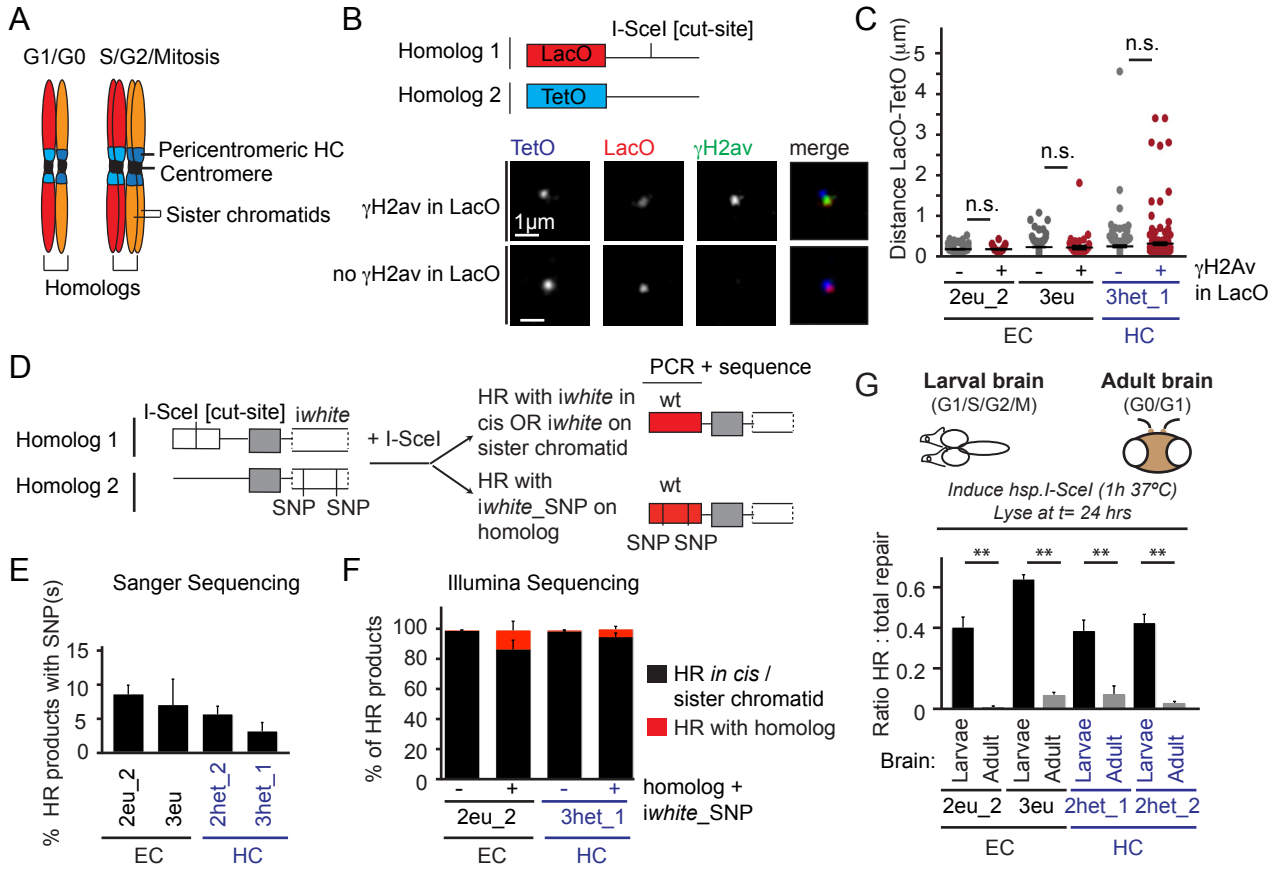 A
G1/G0
S/G2/Mitosis
Pericentromeric HC
Centromere
Sister chromatids
Homologs
B
I-SceI [cut-site]
Homolog 1
LacO
Homolog 2
TetO
TetO
LacO
γH2av
merge
γH2av in LacO
1μm
no γH2av in LacO
C
Distance LacO-TetO (μm)
5
4
3
2
1
0
n.s.
n.s.
n.s.
- + - + - +
γH2Av in LacO
2eu_2
3eu
3het_1
EC
HC
D
I-SceI [cut-site]
iwhite
Homolog 1
Homolog 2
SNP SNP
+ I-SceI
HR with iwhite in
cis OR iwhite on
sister chromatid
HR with
iwhite_SNP on
homolog
PCR + sequence
wt
wt
SNP SNP
E
Sanger Sequencing
% HR products with SNP(s)
15
10
5
0
2eu_2
3eu
2het_2
3het_1
EC
HC
F
Illumina Sequencing
% of HR products
100
80
60
40
20
0
HR in cis /
sister chromatid
HR with homolog
- + - +
homolog +
iwhite_SNP
2eu_2
3het_1
EC
HC
G
Larval brain
(G1/S/G2/M)
Adult brain
(G0/G1)
Induce hsp.I-SceI (1h 37ºC)
Lyse at t= 24 hrs
Ratio HR : total repair
0.6
0.4
0.2
0
** ** ** **
Brain:
Larvae
Adult
Larvae
Adult
Larvae
Adult
Larvae
Adult
2eu_2
3eu
2het_1
2het_2
EC
HC